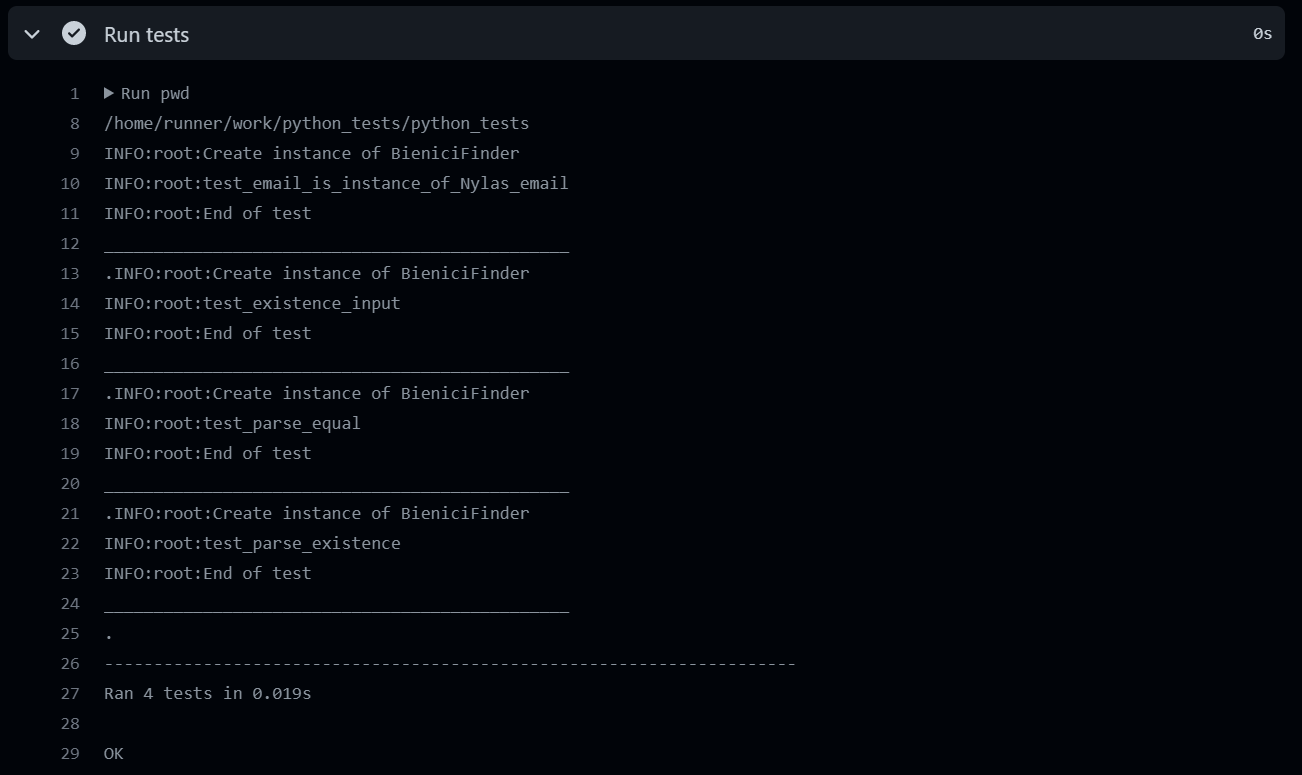 Run tests 0s
1 Run pwd
8 /home/runner/work/python_tests/python_tests
9 INFO:root:Create instance of BieniciFinder
10 INFO:root:test_email_is_instance_of_Nylas_email
11 INFO:root:End of test
12 _______________________________________________
13 .INFO:root:Create instance of BieniciFinder
14 INFO:root:test_existence_input
15 INFO:root:End of test
16 _______________________________________________
17 .INFO:root:Create instance of BieniciFinder
18 INFO:root:test_parse_equal
19 INFO:root:End of test
20 _______________________________________________
21 .INFO:root:Create instance of BieniciFinder
22 INFO:root:test_parse_existence
23 INFO:root:End of test
24 _______________________________________________
25 .
26 ----------------------------------------------------------------------
27 Ran 4 tests in 0.019s
28
29 OK